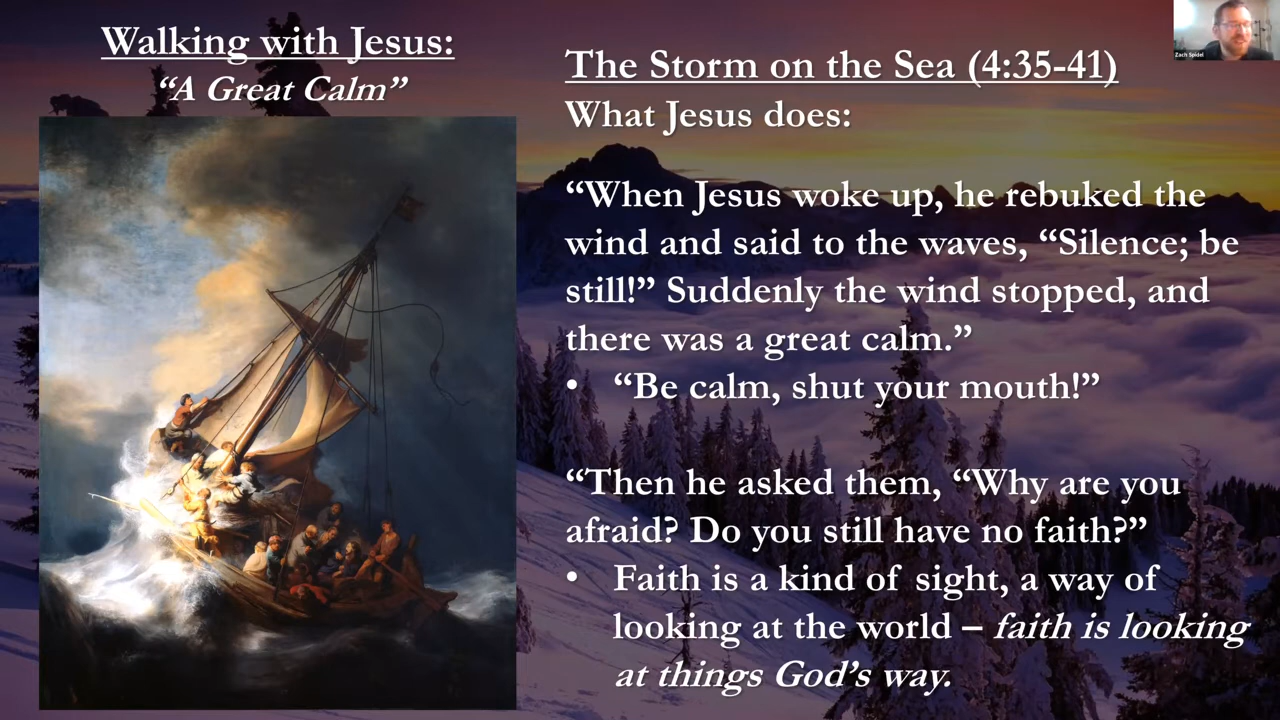 Walking with Jesus:
“A Great Calm”
Zach Spidel
The Storm on the Sea (4:35-41)
What Jesus does:
“When Jesus woke up, he rebuked the
wind and said to the waves, “Silence; be
still!” Suddenly the wind stopped, and
there was a great calm.”
• “Be calm, shut your mouth!”
“Then he asked them, “Why are you
afraid? Do you still have no faith?”
• Faith is a kind of sight, a way of
looking at the world – faith is looking
at things God’s way.